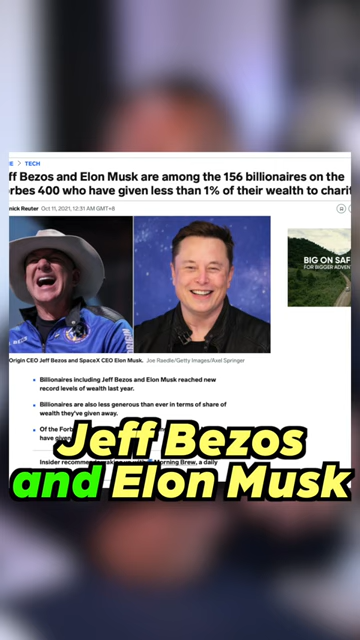 E > TECH
ff Bezos and Elon Musk are among the 156 billionaires on the
rbes 400 who have given less than 1% of their wealth to charit
nick Reuter Oct 11, 2021, 12:31 AM GMT+8
BIG ON SAF
FOR BIGGER ADVEN
Origin CEO Jeff Bezos and SpaceX CEO Elon Musk. Joe Raedle/Getty Images/Axel Springer
• Billionaires including Jeff Bezos and Elon Musk reached new
record levels of wealth last year.
• Billionaires are also less generous than ever in terms of share of
wealth they've given away.
• Of the Forb
have given
Jeff Bezos
and Elon Musk
Insider recommen
Morning Brew, a daily